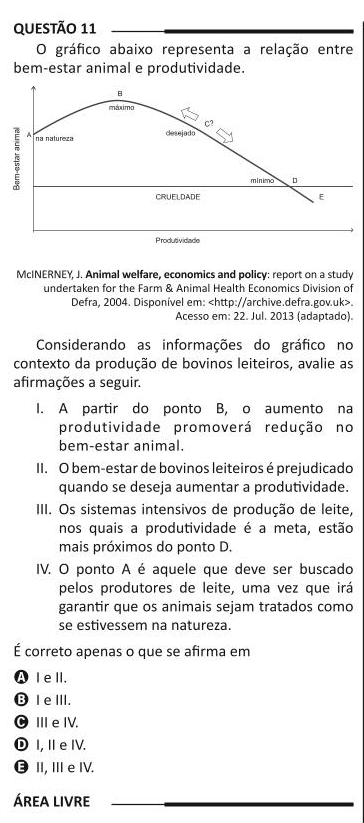 QUESTÃO 11
O gráfico abaixo representa a relação entre
bem-estar animal e produtividade.
B
máximo
C?
A
na natureza
desejado
mínimo
D
Bem-estar animal
CRUELDADE
E
Produtividade
McINERNEY, J. Animal welfare, economics and policy: report on a study
undertaken for the Farm & Animal Health Economics Division of
Defra, 2004. Disponível em: <http://archive.defra.gov.uk>.
Acesso em: 22. Jul. 2013 (adaptado).
Considerando as informações do gráfico no
contexto da produção de bovinos leiteiros, avalie as
afirmações a seguir.
I. A partir do ponto B, o aumento na
produtividade promoverá redução no
bem-estar animal.
II. O bem-estar de bovinos leiteiros é prejudicado
quando se deseja aumentar a produtividade.
III. Os sistemas intensivos de produção de leite,
nos quais a produtividade é a meta, estão
mais próximos do ponto D.
IV. O ponto A é aquele que deve ser buscado
pelos produtores de leite, uma vez que irá
garantir que os animais sejam tratados como
se estivessem na natureza.
É correto apenas o que se afirma em
A I e II.
B I e III.
C III e IV.
D I, II e IV.
E II, III e IV.
ÁREA LIVRE